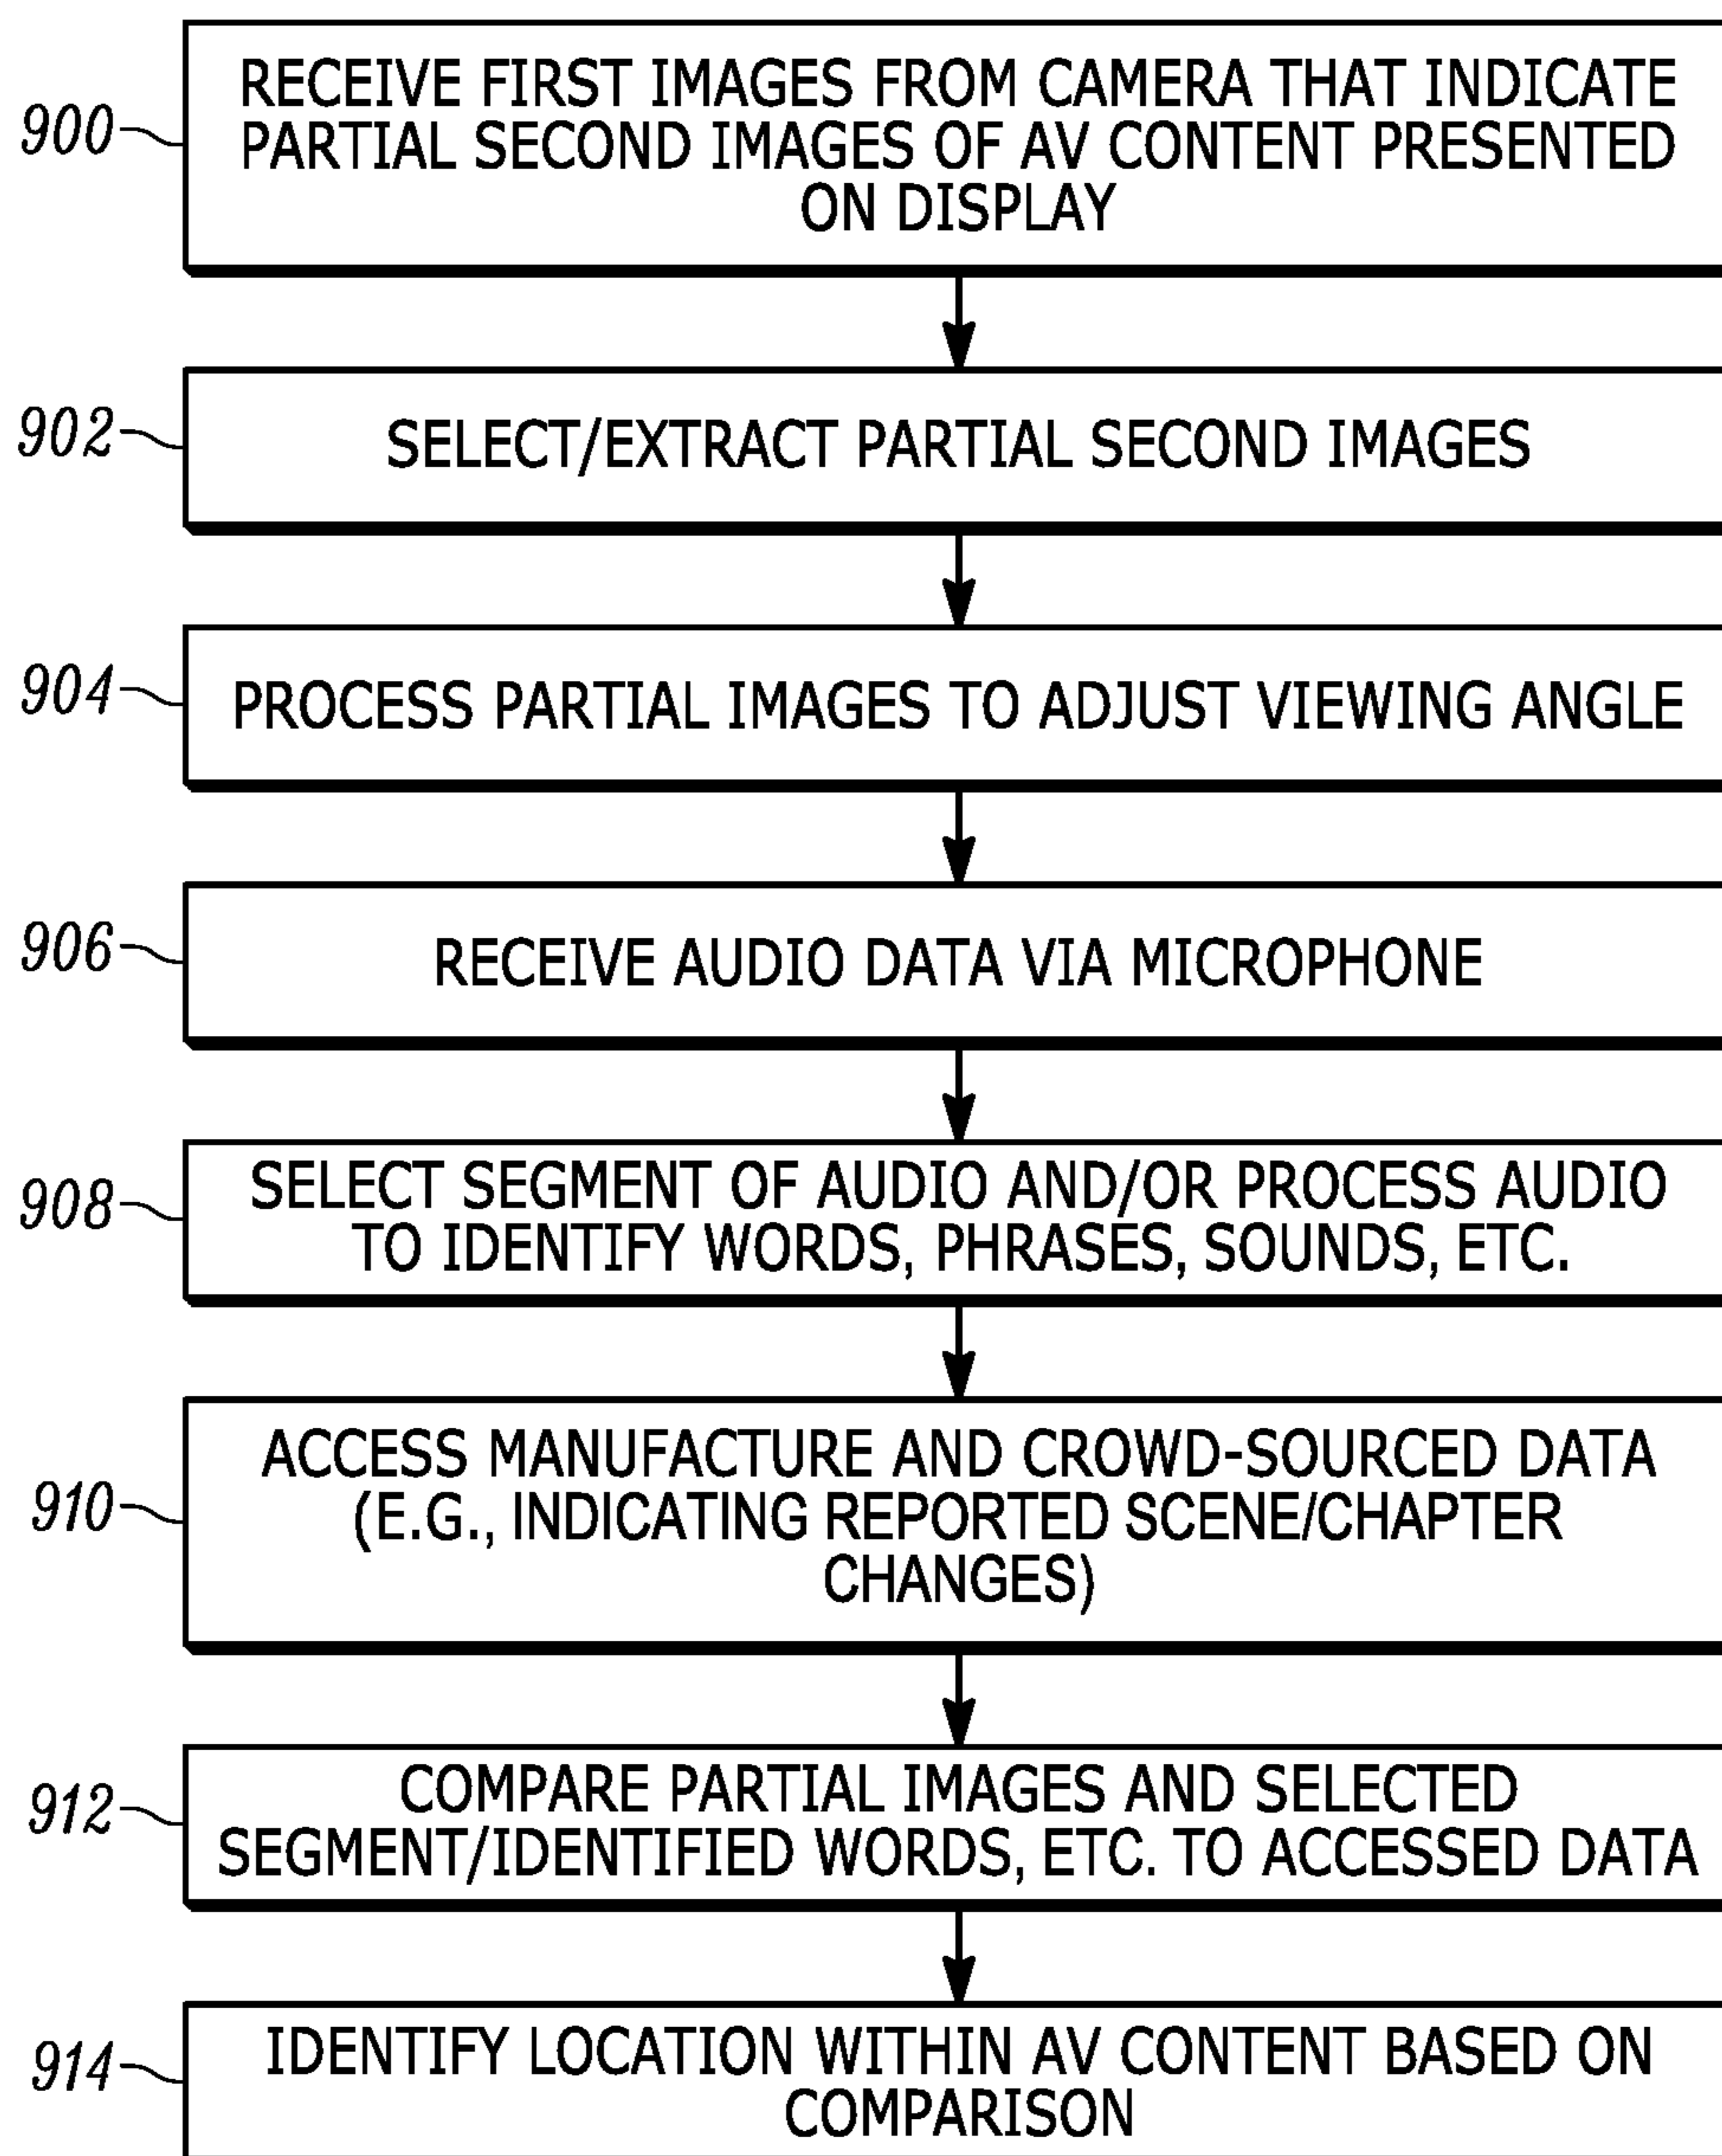 900
RECEIVE FIRST IMAGES FROM CAMERA THAT INDICATE
PARTIAL SECOND IMAGES OF AV CONTENT PRESENTED
ON DISPLAY
902
SELECT/EXTRACT PARTIAL SECOND IMAGES
904
PROCESS PARTIAL IMAGES TO ADJUST VIEWING ANGLE
906
RECEIVE AUDIO DATA VIA MICROPHONE
908
SELECT SEGMENT OF AUDIO AND/OR PROCESS AUDIO
TO IDENTIFY WORDS, PHRASES, SOUNDS, ETC.
910
ACCESS MANUFACTURE AND CROWD-SOURCED DATA
(E.G., INDICATING REPORTED SCENE/CHAPTER
CHANGES)
912
COMPARE PARTIAL IMAGES AND SELECTED
SEGMENT/IDENTIFIED WORDS, ETC. TO ACCESSED DATA
914
IDENTIFY LOCATION WITHIN AV CONTENT BASED ON
COMPARISON